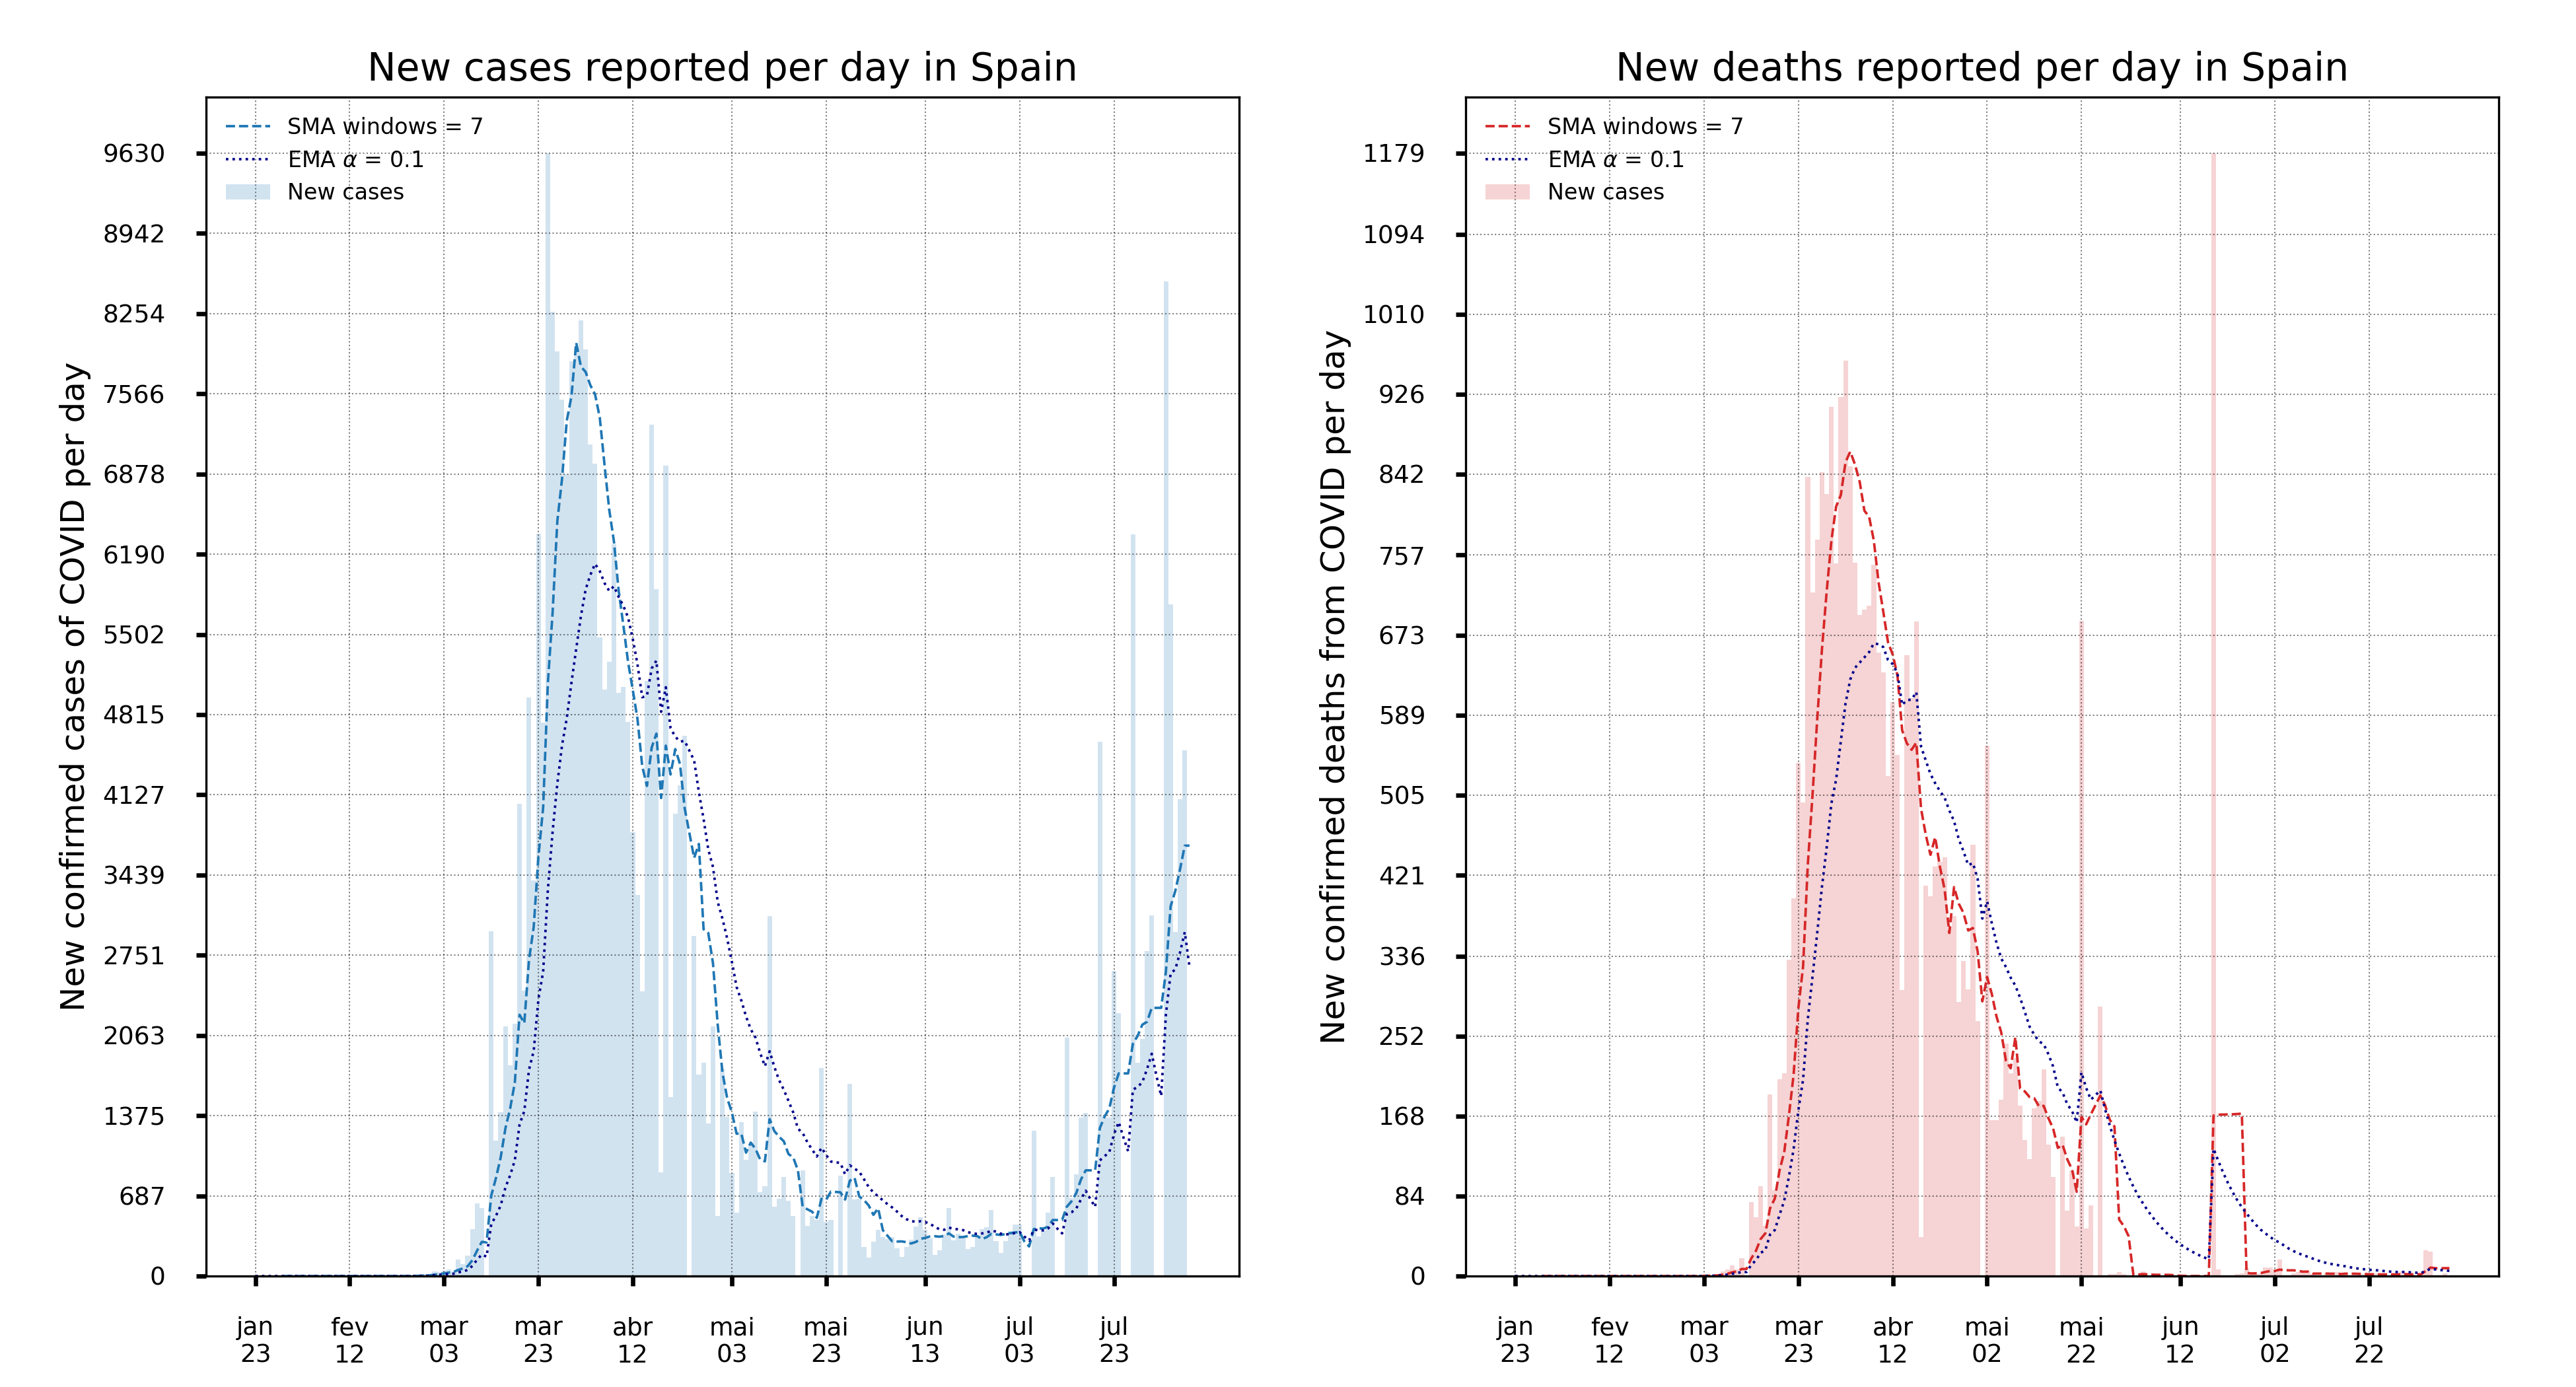 New cases reported per day in Spain
SMA windows = 7
EMA α = 0.1
New cases
New confirmed cases of COVID per day
9630
8942
8254
7566
6878
6190
5502
4815
4127
3439
2751
2063
1375
687
0
jan 23
fev 12
mar 03
mar 23
abr 12
mai 03
mai 23
jun 13
jul 03
jul 23
New deaths reported per day in Spain
SMA windows = 7
EMA α = 0.1
New cases
New confirmed deaths from COVID per day
1179
1094
1010
926
842
757
673
589
505
421
336
252
168
84
0
jan 23
fev 12
mar 03
mar 23
abr 12
mai 02
mai 22
jun 12
jul 02
jul 22